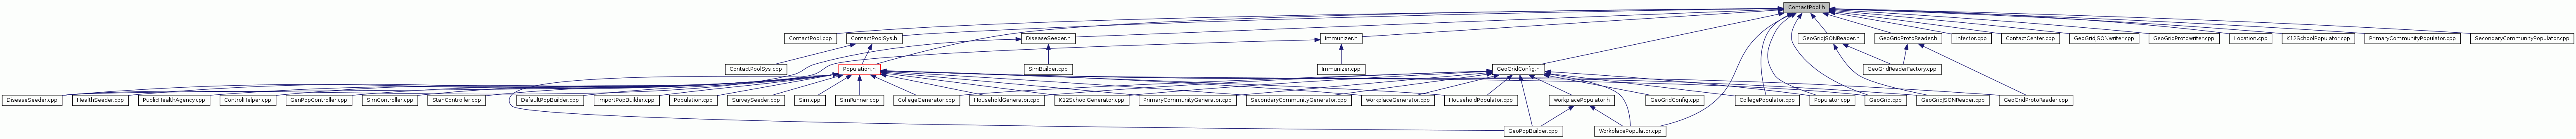 ContactPool.h
ContactPool.cpp
ContactPoolSys.h
DiseaseSeeder.h
Immunizer.h
GeoGridJSONReader.h
GeoGridProtoReader.h
Infector.cpp
ContactCenter.cpp
GeoGridJSONWriter.cpp
GeoGridProtoWriter.cpp
Location.cpp
K12SchoolPopulator.cpp
PrimaryCommunityPopulator.cpp
SecondaryCommunityPopulator.cpp
ContactPoolSys.cpp
Population.h
SimBuilder.cpp
Immunizer.cpp
GeoGridConfig.h
GeoGridReaderFactory.cpp
DiseaseSeeder.cpp
HealthSeeder.cpp
PublicHealthAgency.cpp
ControlHelper.cpp
GenPopController.cpp
SimController.cpp
StanController.cpp
DefaultPopBuilder.cpp
ImportPopBuilder.cpp
Population.cpp
SurveySeeder.cpp
Sim.cpp
SimRunner.cpp
CollegeGenerator.cpp
HouseholdGenerator.cpp
K12SchoolGenerator.cpp
PrimaryCommunityGenerator.cpp
SecondaryCommunityGenerator.cpp
WorkplaceGenerator.cpp
HouseholdPopulator.cpp
WorkplacePopulator.h
GeoGridConfig.cpp
CollegePopulator.cpp
Populator.cpp
GeoGrid.cpp
GeoGridJSONReader.cpp
GeoGridProtoReader.cpp
GeoPopBuilder.cpp
WorkplacePopulator.cpp